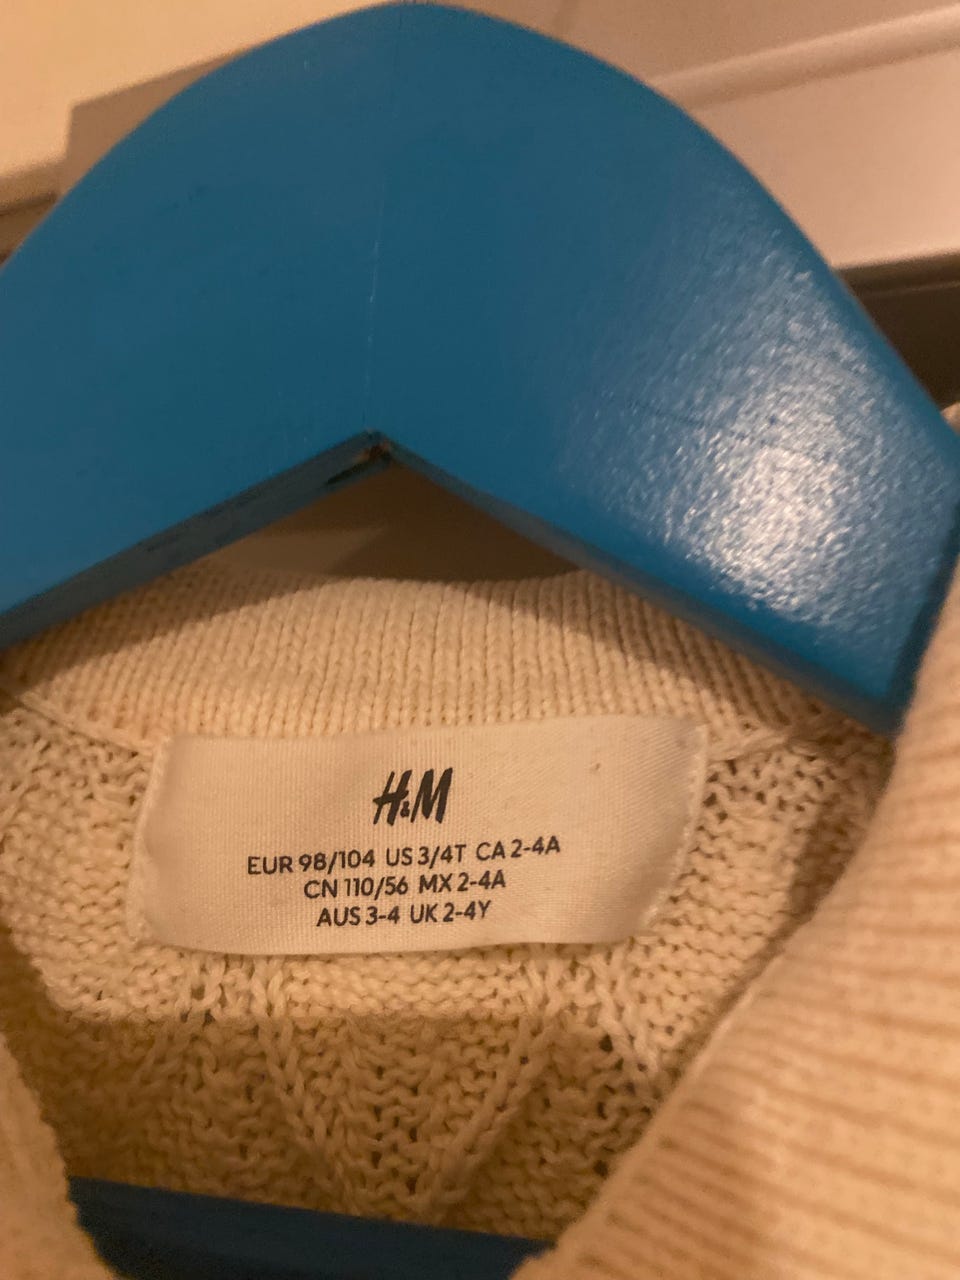 H&M
EUR 98/104 US 3/4T CA 2-4A
CN 110/56 MX 2-4A
AUS 3-4 UK 2-4Y